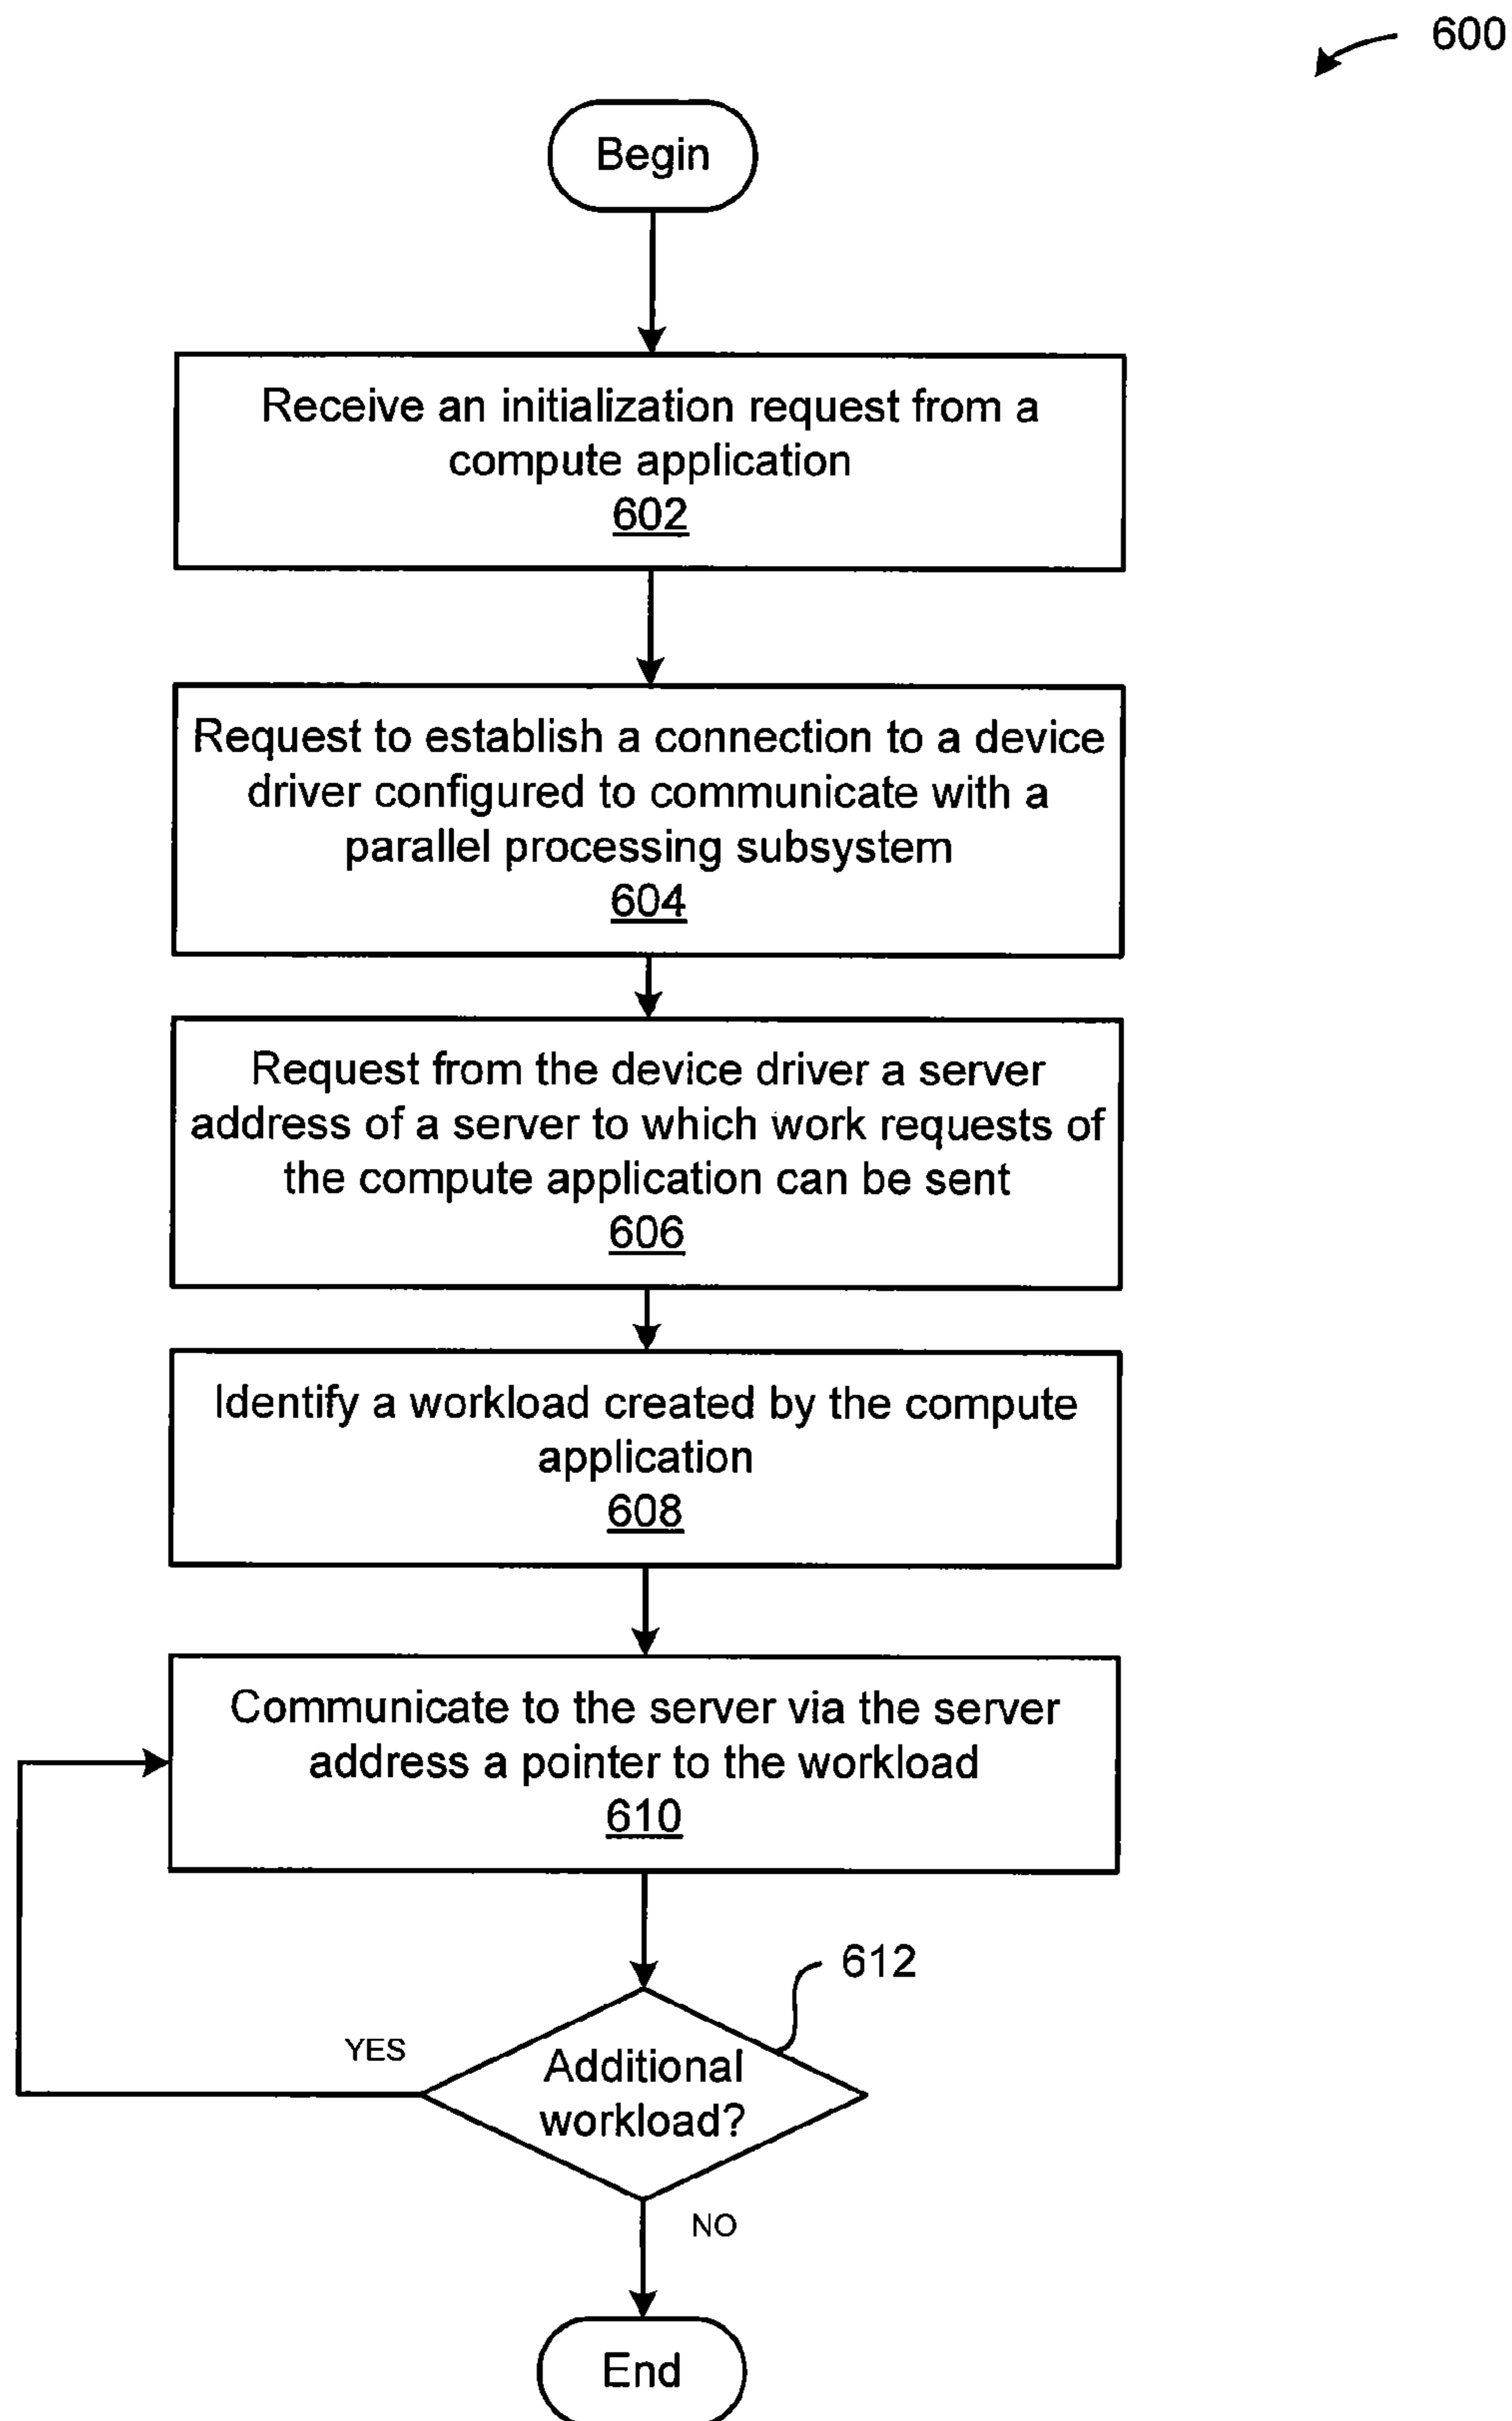 600
Begin
Receive an initialization request from a
compute application
602
Request to establish a connection to a device
driver configured to communicate with a
parallel processing subsystem
604
Request from the device driver a server
address of a server to which work requests of
the compute application can be sent
606
Identify a workload created by the compute
application
608
Communicate to the server via the server
address a pointer to the workload
610
612
YES
Additional
workload?
NO
End